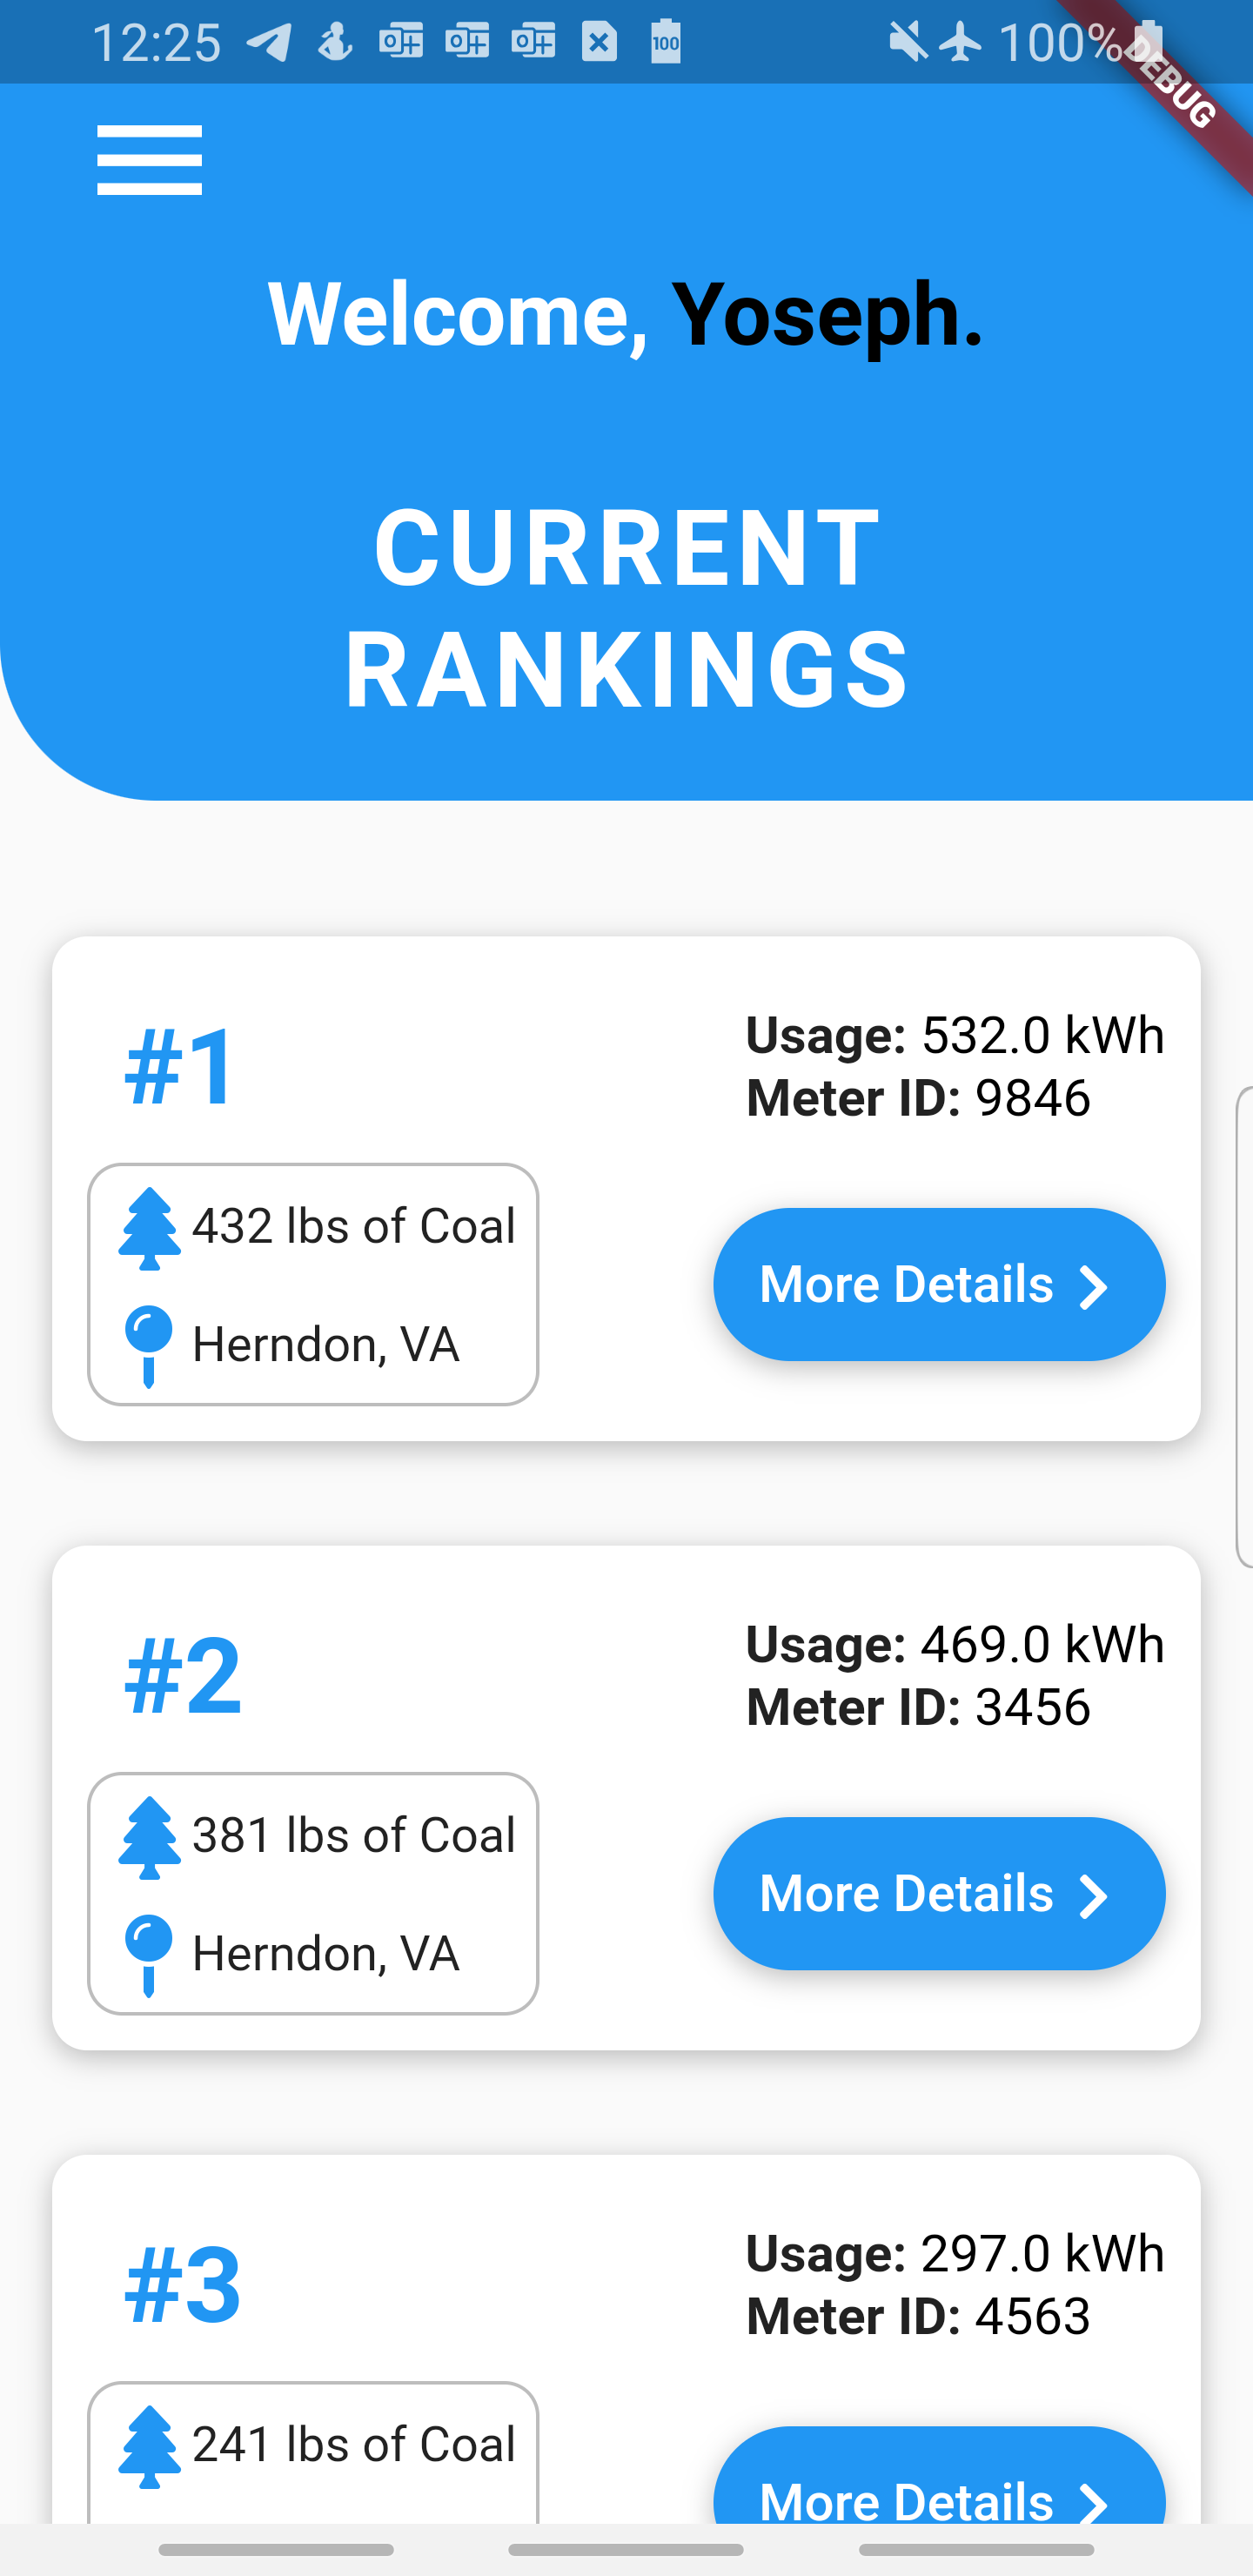 12:25 100 100%
DEBUG
Welcome, Yoseph.
CURRENT
RANKINGS
#1
Usage: 532.0 kWh
Meter ID: 9846
432 lbs of Coal
Herndon, VA
More Details
#2
Usage: 469.0 kWh
Meter ID: 3456
381 lbs of Coal
Herndon, VA
More Details
#3
Usage: 297.0 kWh
Meter ID: 4563
241 lbs of Coal
More Details